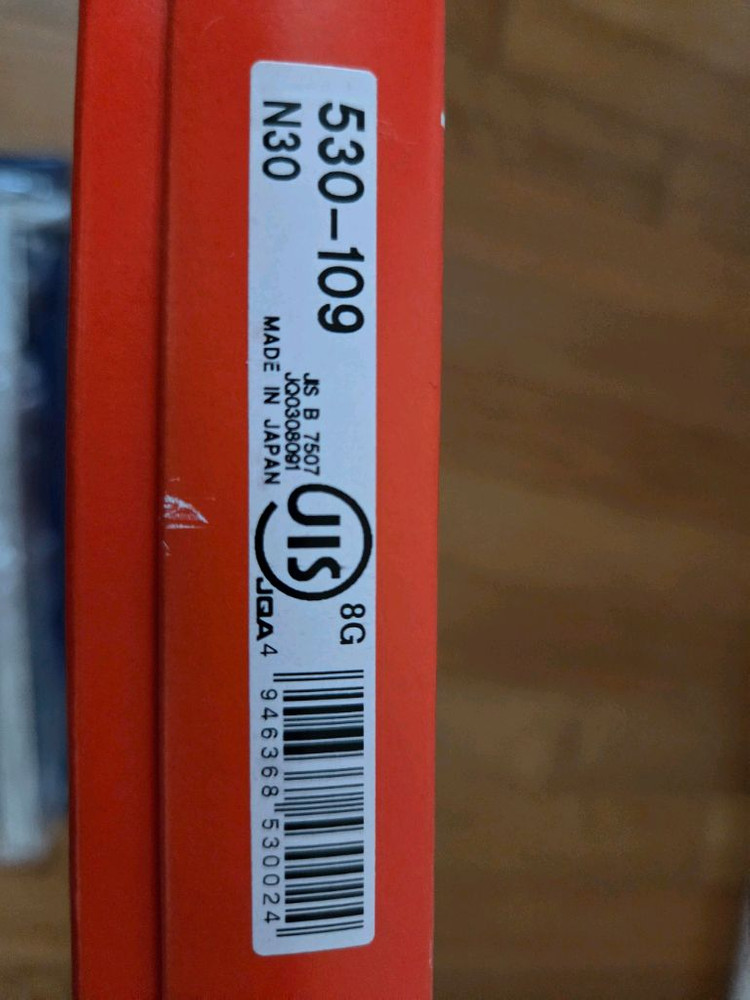 530-109
N30
JIS B 7507
JQ0308091
MADE IN JAPAN
JIS
JQA
8G
4 946368 530024